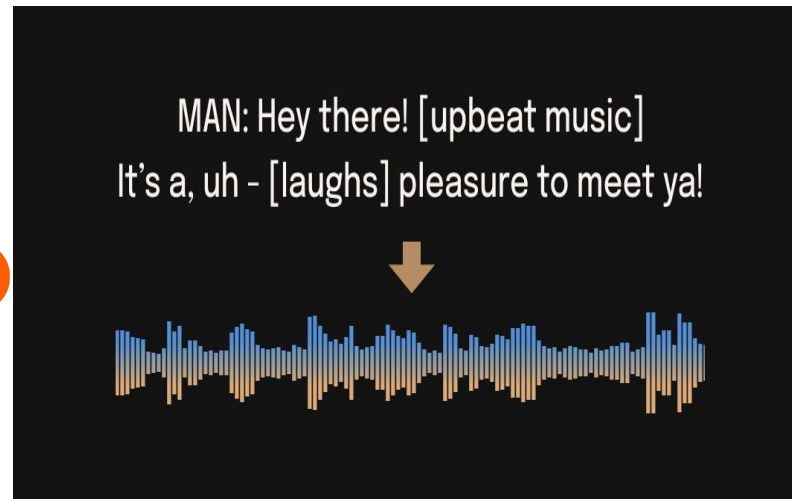 MAN: Hey there! [upbeat music]
It's a, uh - [laughs] pleasure to meet ya!